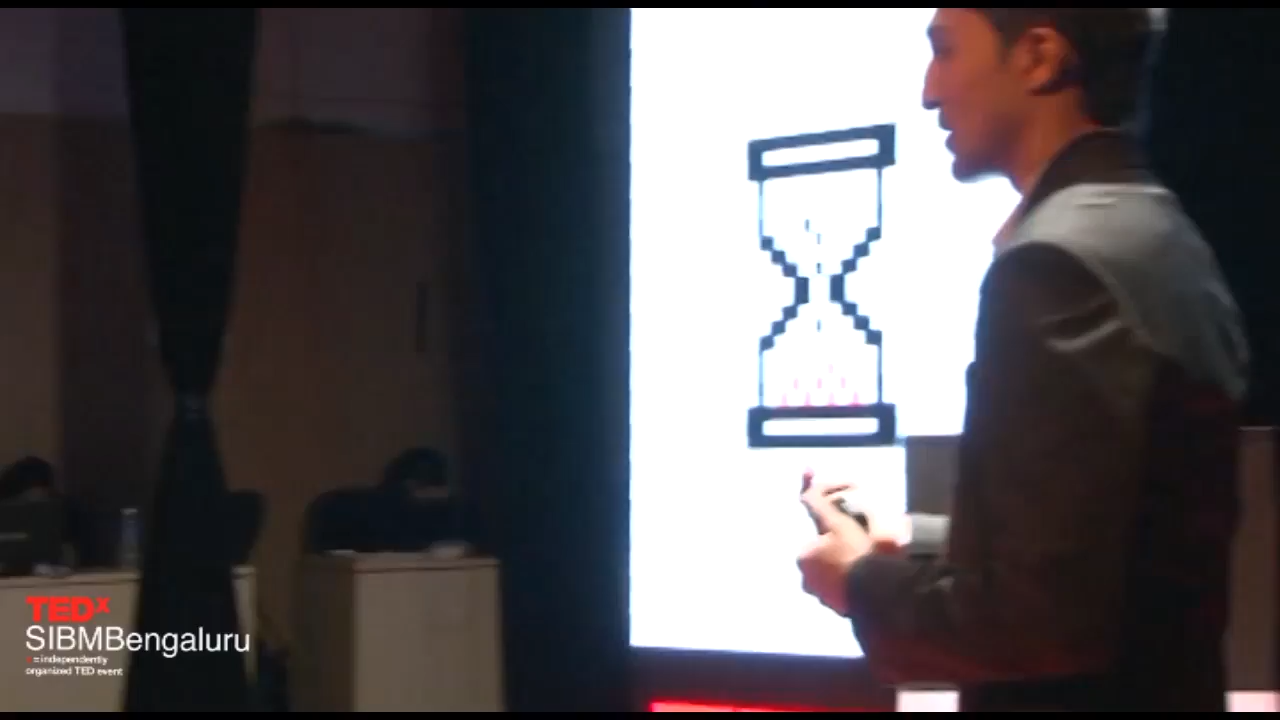 TEDx
SIBMBengaluru
x = independently
organized TED event